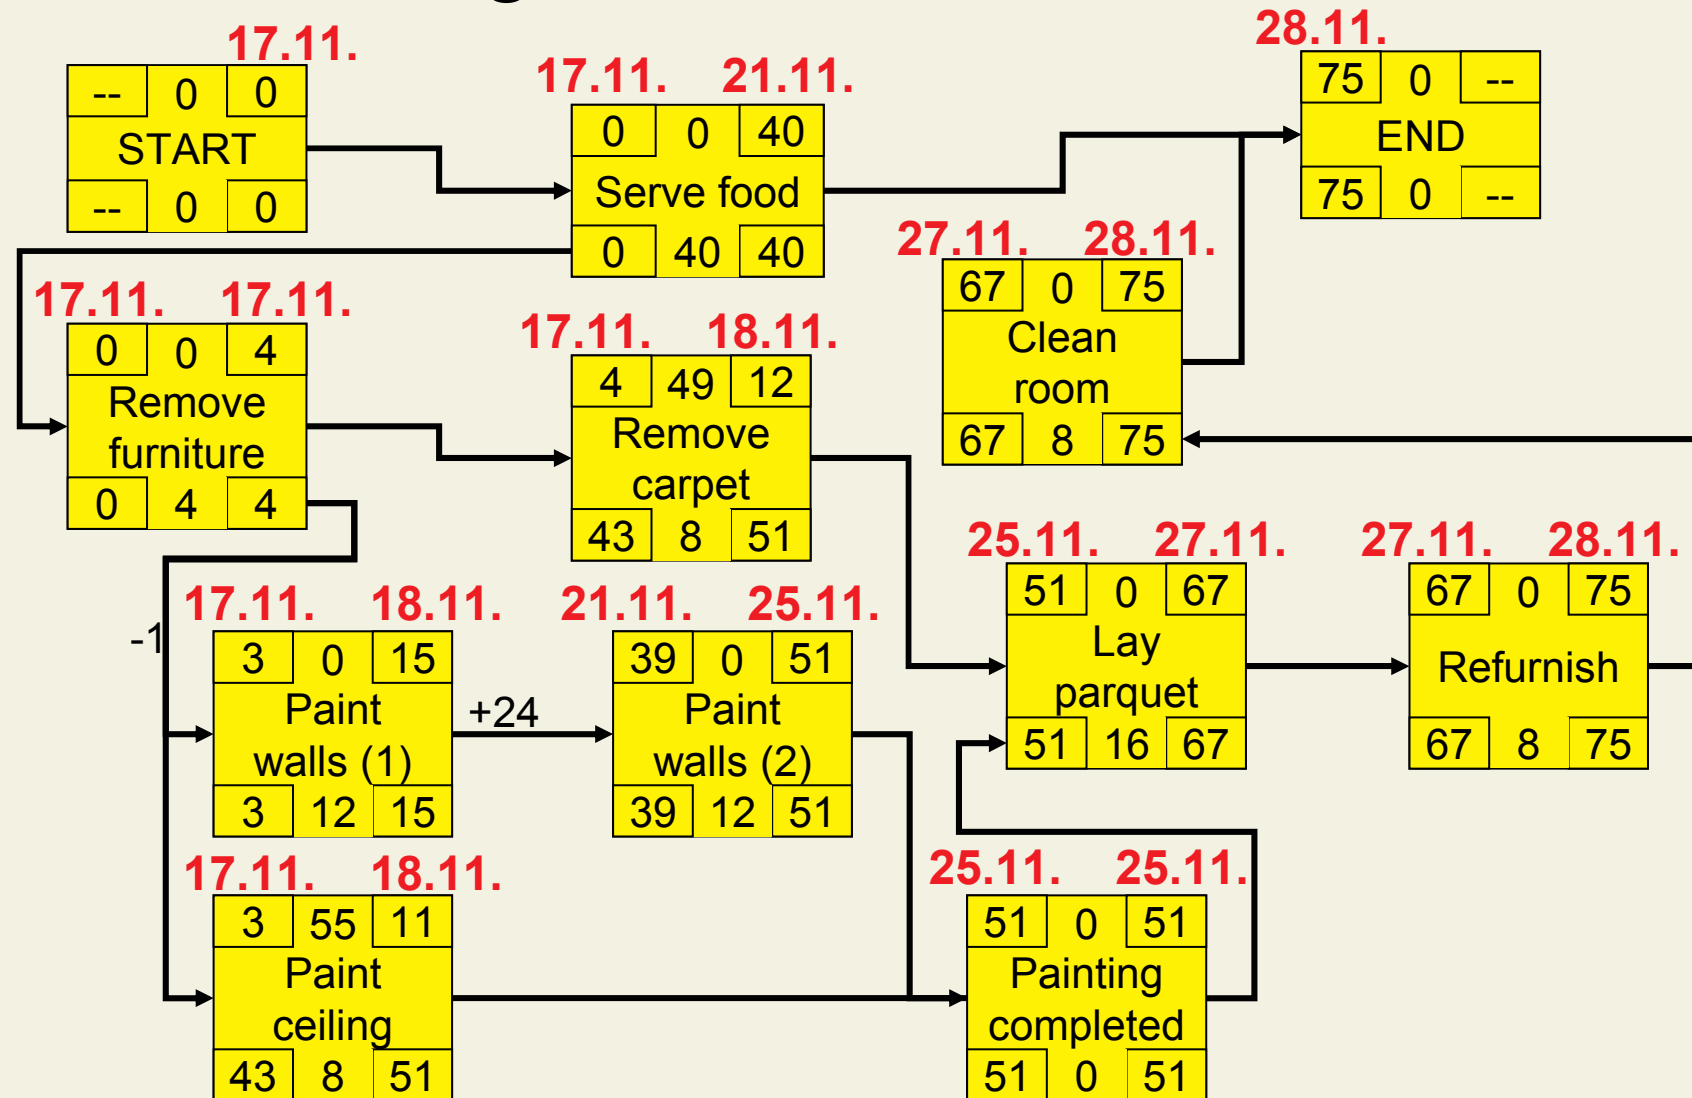 17.11.
-- 0 0
START
-- 0 0
17.11. 21.11.
0 0 40
Serve food
0 40 40
28.11.
75 0 --
END
75 0 --
27.11. 28.11.
67 0 75
Clean
room
67 8 75
17.11. 17.11.
0 0 4
Remove
furniture
0 4 4
17.11. 18.11.
4 49 12
Remove
carpet
43 8 51
-1
17.11. 18.11.
3 0 15
Paint
walls (1)
3 12 15
+24
21.11. 25.11.
39 0 51
Paint
walls (2)
39 12 51
25.11. 27.11.
51 0 67
Lay
parquet
51 16 67
27.11. 28.11.
67 0 75
Refurnish
67 8 75
17.11. 18.11.
3 55 11
Paint
ceiling
43 8 51
25.11. 25.11.
51 0 51
Painting
completed
51 0 51